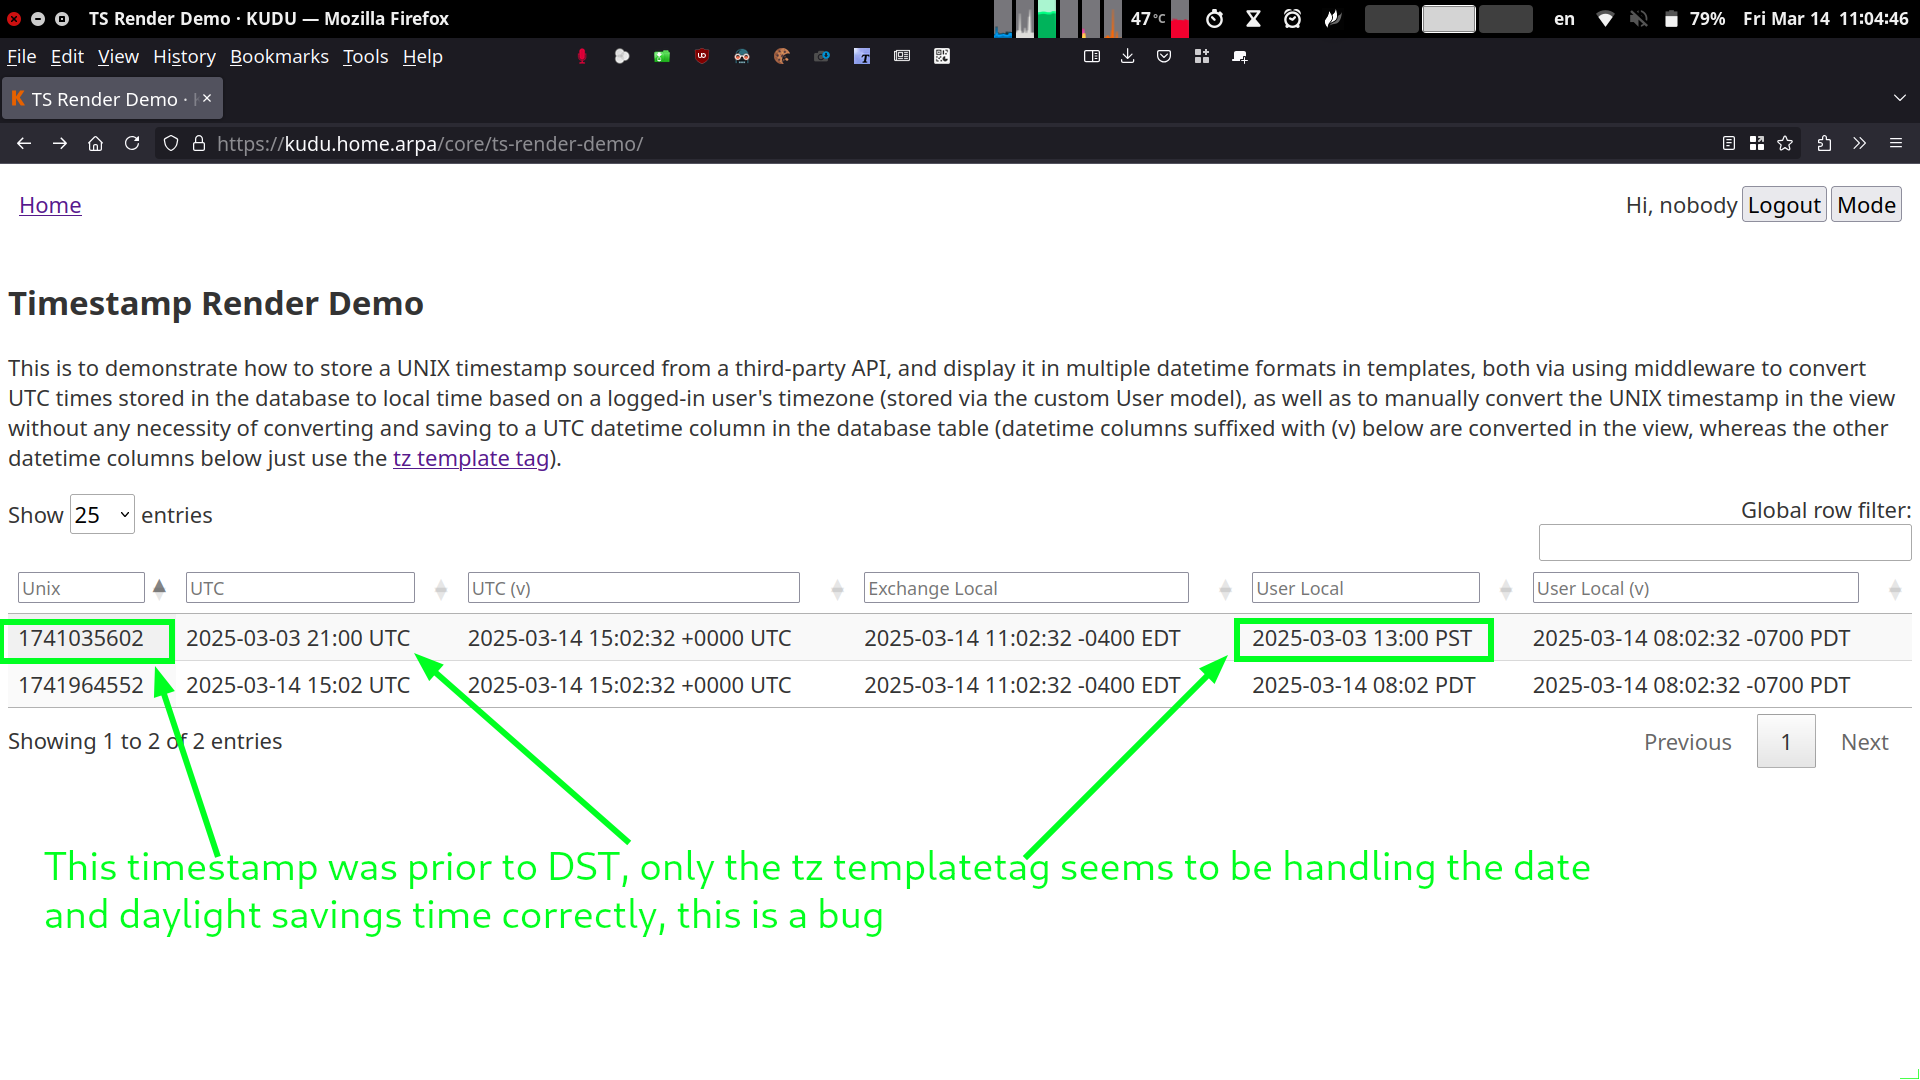 TS Render Demo · KUDU — Mozilla Firefox
47°C
en
79%
Fri Mar 14 11:04:46
File Edit View History Bookmarks Tools Help
TS Render Demo ·
https://kudu.home.arpa/core/ts-render-demo/
Home
Hi, nobody Logout Mode
Timestamp Render Demo
This is to demonstrate how to store a UNIX timestamp sourced from a third-party API, and display it in multiple datetime formats in templates, both via using middleware to convert
UTC times stored in the database to local time based on a logged-in user's timezone (stored via the custom User model), as well as to manually convert the UNIX timestamp in the view
without any necessity of converting and saving to a UTC datetime column in the database table (datetime columns suffixed with (v) below are converted in the view, whereas the other
datetime columns below just use the tz template tag).
Show 25 entries
Global row filter:
Unix UTC UTC (v) Exchange Local User Local User Local (v)
1741035602 2025-03-03 21:00 UTC 2025-03-14 15:02:32 +0000 UTC 2025-03-14 11:02:32 -0400 EDT 2025-03-03 13:00 PST 2025-03-14 08:02:32 -0700 PDT
1741964552 2025-03-14 15:02 UTC 2025-03-14 15:02:32 +0000 UTC 2025-03-14 11:02:32 -0400 EDT 2025-03-14 08:02 PDT 2025-03-14 08:02:32 -0700 PDT
Showing 1 to 2 of 2 entries
Previous 1 Next
This timestamp was prior to DST, only the tz templatetag seems to be handling the date
and daylight savings time correctly, this is a bug